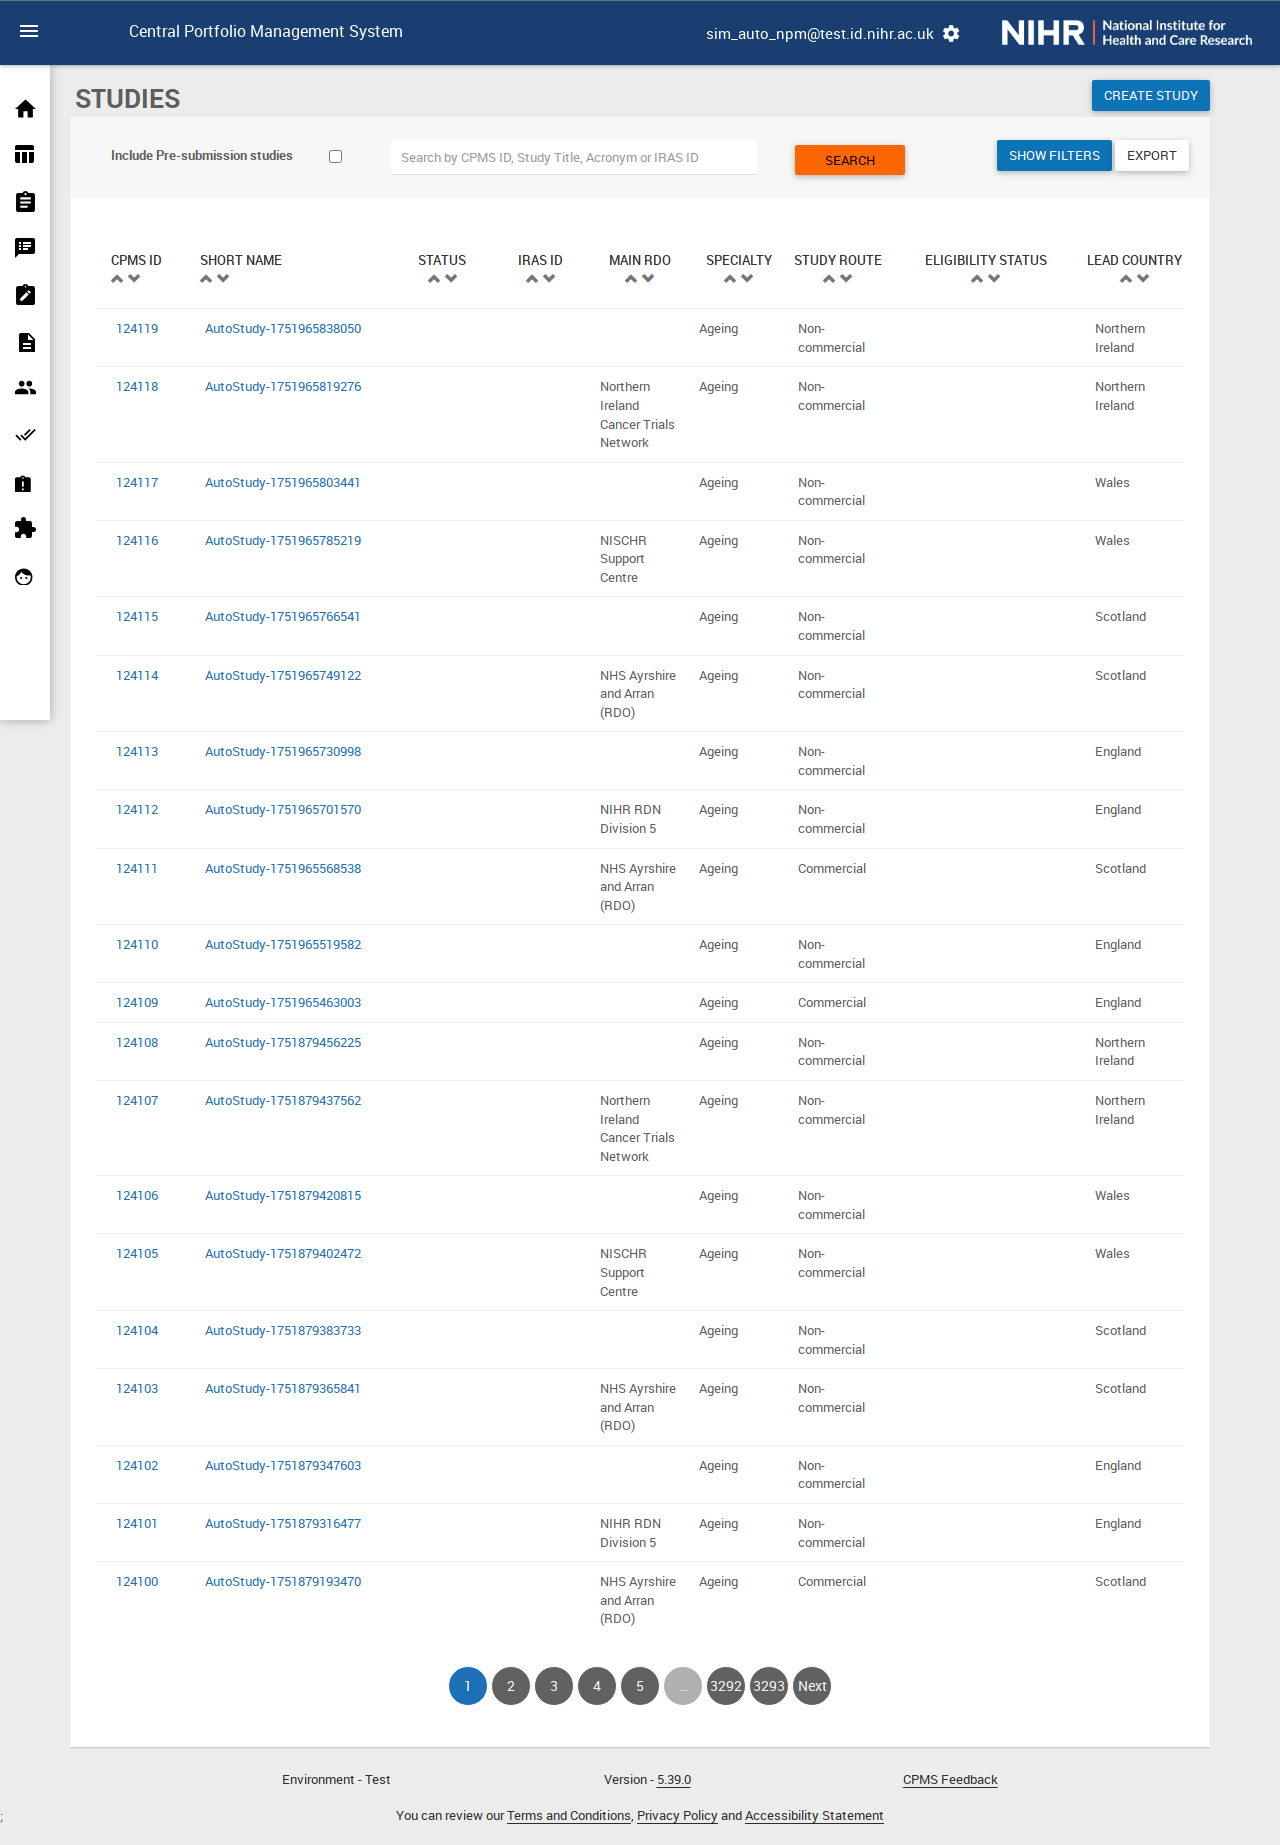 Central Portfolio Management System
sim_auto_npm@test.id.nihr.ac.uk
NIHR | National Institute for
Health and Care Research
STUDIES
CREATE STUDY
Include Pre-submission studies
Search by CPMS ID, Study Title, Acronym or IRAS ID
SEARCH
SHOW FILTERS
EXPORT
CPMS ID SHORT NAME STATUS IRAS ID MAIN RDO SPECIALTY STUDY ROUTE ELIGIBILITY STATUS LEAD COUNTRY
124119 AutoStudy-1751965838050 Ageing Non- Northern
commercial Ireland
124118 AutoStudy-1751965819276 Northern Ageing Non- Northern
Ireland commercial Ireland
Cancer Trials
Network
124117 AutoStudy-1751965803441 Ageing Non- Wales
commercial
124116 AutoStudy-1751965785219 NISCHR Ageing Non- Wales
Support commercial
Centre
124115 AutoStudy-1751965766541 Ageing Non- Scotland
commercial
124114 AutoStudy-1751965749122 NHS Ayrshire Ageing Non- Scotland
and Arran commercial
(RDO)
124113 AutoStudy-1751965730998 Ageing Non- England
commercial
124112 AutoStudy-1751965701570 NIHR RDN Ageing Non- England
Division 5 commercial
124111 AutoStudy-1751965568538 NHS Ayrshire Ageing Commercial Scotland
and Arran
(RDO)
124110 AutoStudy-1751965519582 Ageing Non- England
commercial
124109 AutoStudy-1751965463003 Ageing Commercial England
124108 AutoStudy-1751879456225 Ageing Non- Northern
commercial Ireland
124107 AutoStudy-1751879437562 Northern Ageing Non- Northern
Ireland commercial Ireland
Cancer Trials
Network
124106 AutoStudy-1751879420815 Ageing Non- Wales
commercial
124105 AutoStudy-1751879402472 NISCHR Ageing Non- Wales
Support commercial
Centre
124104 AutoStudy-1751879383733 Ageing Non- Scotland
commercial
124103 AutoStudy-1751879365841 NHS Ayrshire Ageing Non- Scotland
and Arran commercial
(RDO)
124102 AutoStudy-1751879347603 Ageing Non- England
commercial
124101 AutoStudy-1751879316477 NIHR RDN Ageing Non- England
Division 5 commercial
124100 AutoStudy-1751879193470 NHS Ayrshire Ageing Commercial Scotland
and Arran
(RDO)
1 2 3 4 5 ... 3292 3293 Next
Environment - Test Version - 5.39.0 CPMS Feedback
You can review our Terms and Conditions, Privacy Policy and Accessibility Statement
;